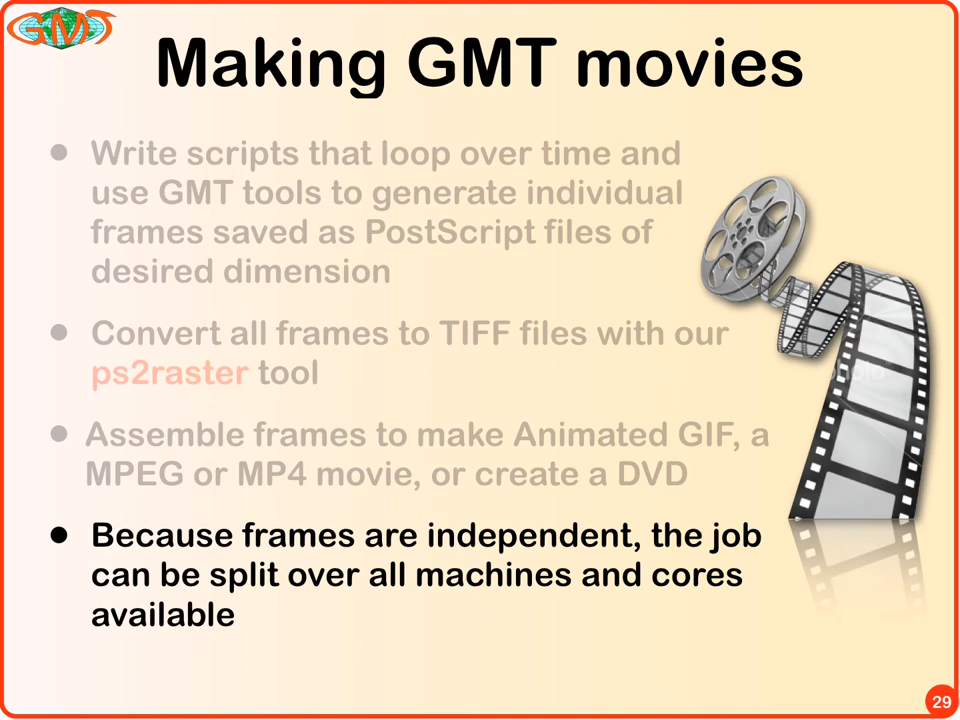 GMT
Making GMT movies
• Write scripts that loop over time and
use GMT tools to generate individual
frames saved as PostScript files of
desired dimension
• Convert all frames to TIFF files with our
ps2raster tool
• Assemble frames to make Animated GIF, a
MPEG or MP4 movie, or create a DVD
• Because frames are independent, the job
can be split over all machines and cores
available
29